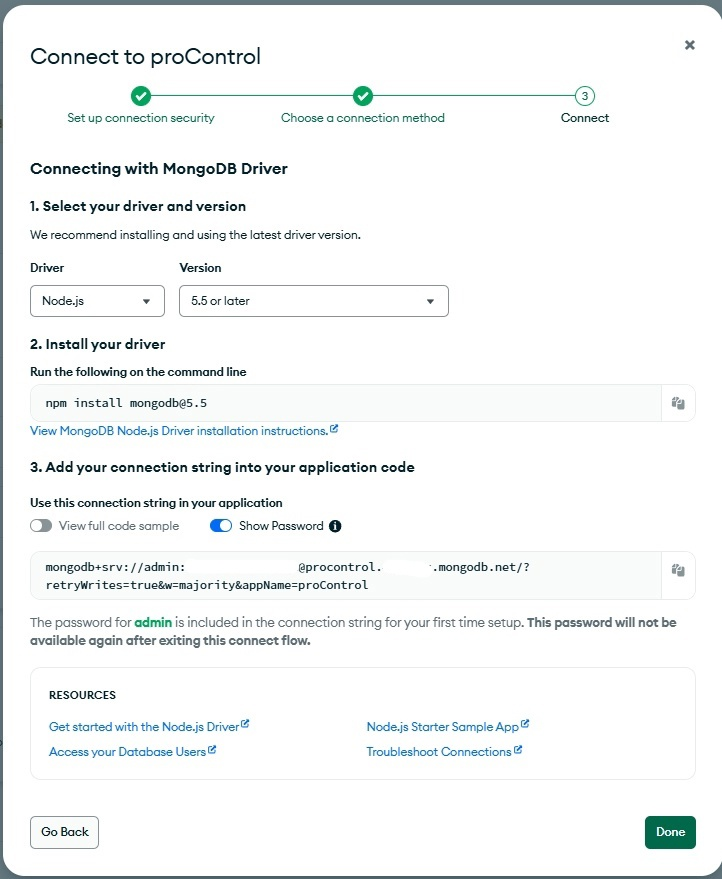 Connect to proControl
3
Set up connection security
Choose a connection method
Connect
Connecting with MongoDB Driver
1. Select your driver and version
We recommend installing and using the latest driver version.
Driver
Version
Node.js
5.5 or later
2. Install your driver
Run the following on the command line
npm install mongodb@5.5
View MongoDB Node.js Driver installation instructions.
3. Add your connection string into your application code
Use this connection string in your application
View full code sample
Show Password
mongodb+srv://admin: @procontrol. .mongodb.net/?
retryWrites=true&w=majority&appName=proControl
The password for admin is included in the connection string for your first time setup. This password will not be
available again after exiting this connect flow.
RESOURCES
Get started with the Node.js Driver
Node.js Starter Sample App
Access your Database Users
Troubleshoot Connections
Go Back
Done